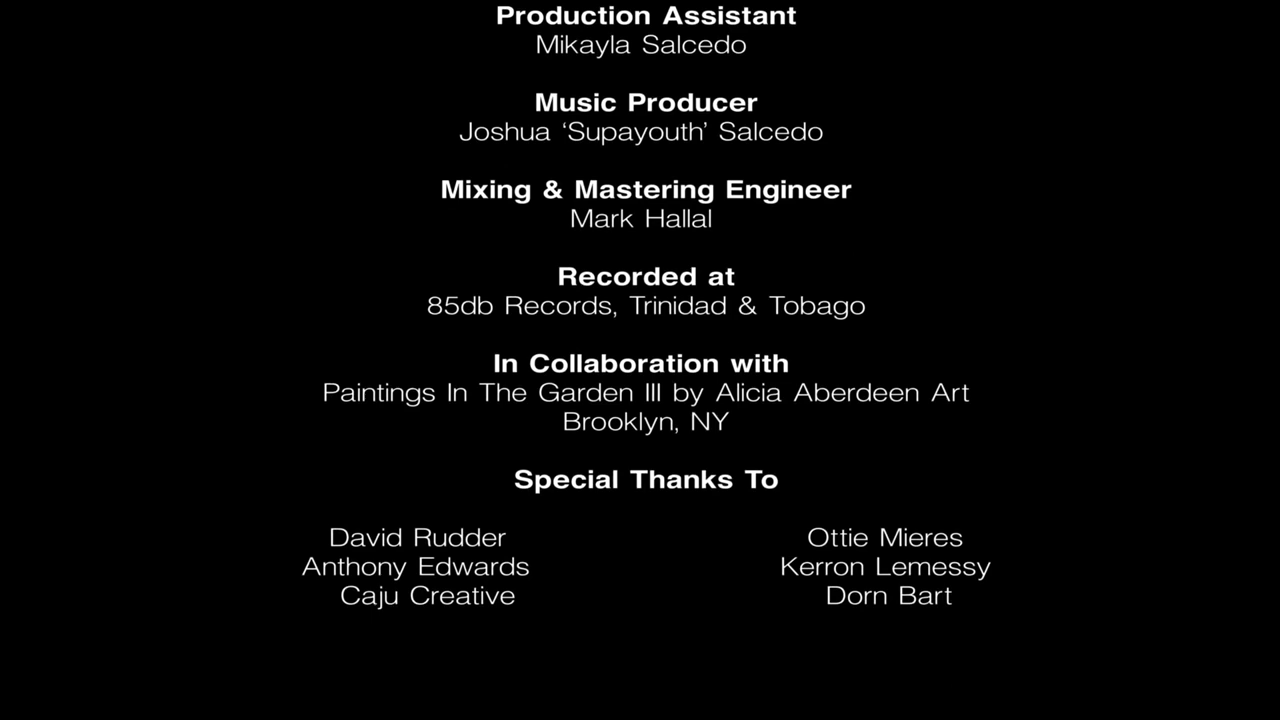 Production Assistant
Mikayla Salcedo
Music Producer
Joshua ‘Supayouth’ Salcedo
Mixing & Mastering Engineer
Mark Hallal
Recorded at
85db Records, Trinidad & Tobago
In Collaboration with
Paintings In The Garden III by Alicia Aberdeen Art
Brooklyn, NY
Special Thanks To
David Rudder
Anthony Edwards
Caju Creative
Ottie Mieres
Kerron Lemessy
Dorn Bart